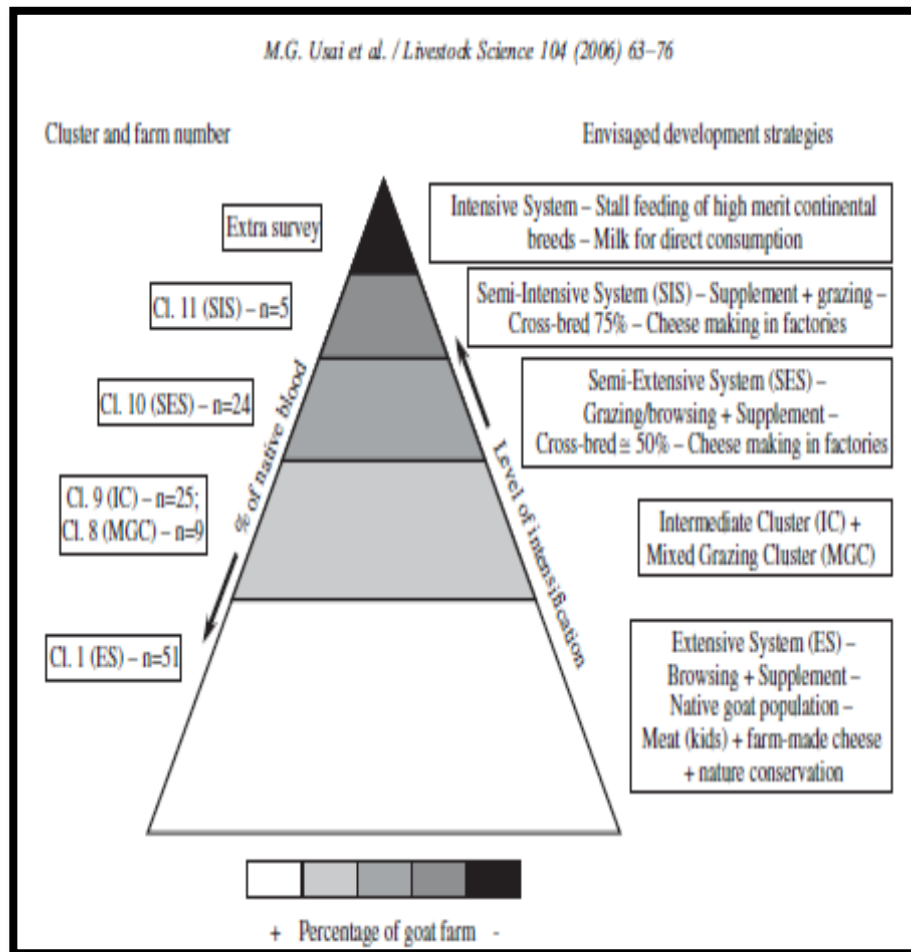 M.G. Usai et al. / Livestock Science 104 (2006) 63–76
Cluster and farm number
Envisaged development strategies
Extra survey
Intensive System – Stall feeding of high merit continental
breeds – Milk for direct consumption
Cl. 11 (SIS) – n=5
Semi-Intensive System (SIS) – Supplement + grazing –
Cross-bred 75% – Cheese making in factories
Cl. 10 (SES) – n=24
Semi-Extensive System (SES) –
Grazing/browsing + Supplement –
Cross-bred ≅ 50% – Cheese making in factories
% of native blood
Level of intensification
Cl. 9 (IC) – n=25;
Cl. 8 (MGC) – n=9
Intermediate Cluster (IC) +
Mixed Grazing Cluster (MGC)
Cl. 1 (ES) – n=51
Extensive System (ES) –
Browsing + Supplement –
Native goat population –
Meat (kids) + farm-made cheese
+ nature conservation
+ Percentage of goat farm -